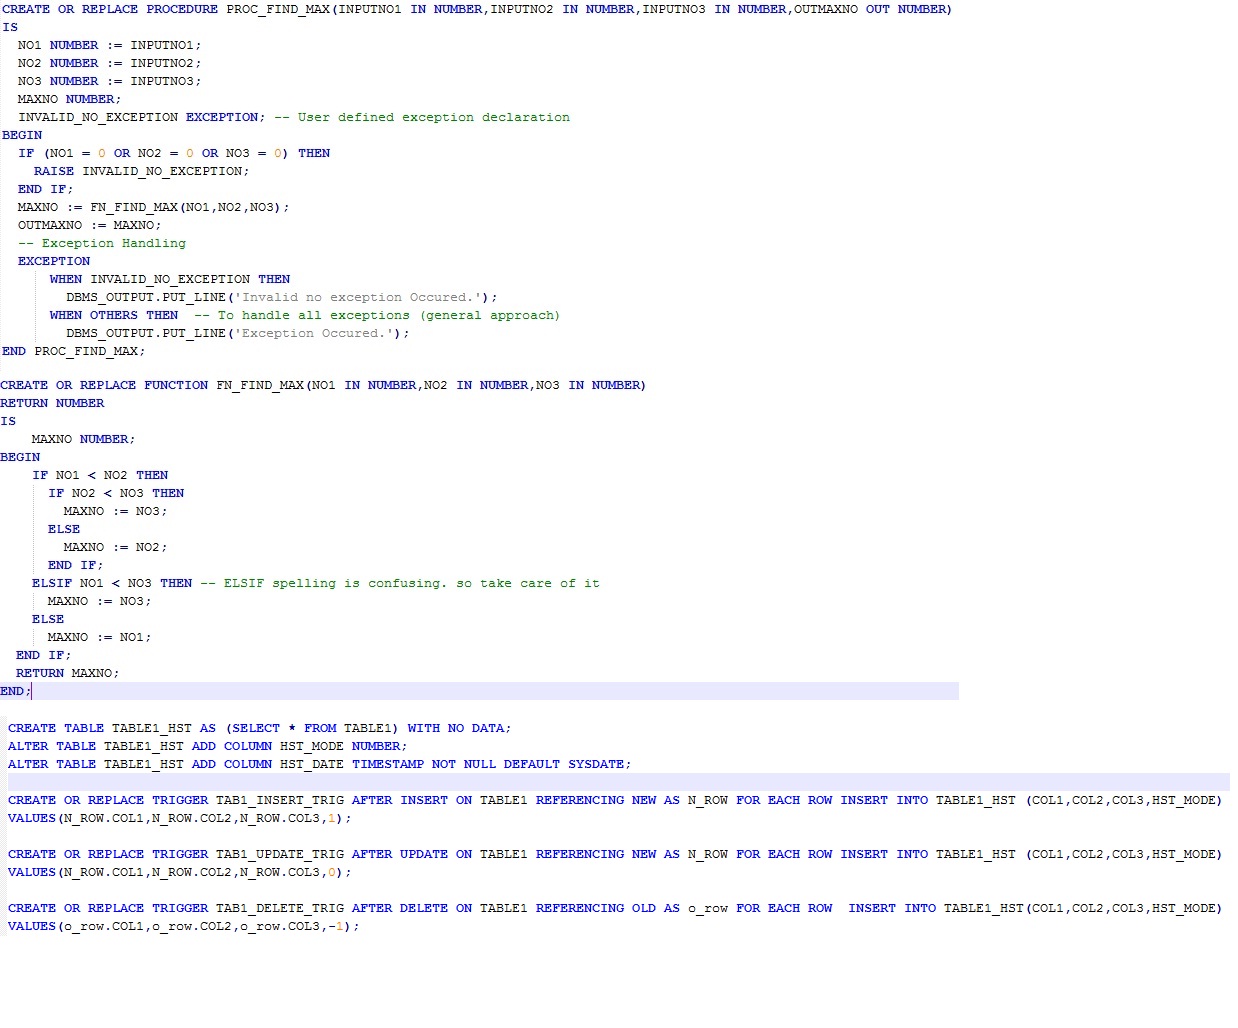 CREATE OR REPLACE PROCEDURE PROC_FIND_MAX(INPUTNO1 IN NUMBER,INPUTNO2 IN NUMBER,INPUTNO3 IN NUMBER,OUTMAXNO OUT NUMBER)
IS
  NO1 NUMBER := INPUTNO1;
  NO2 NUMBER := INPUTNO2;
  NO3 NUMBER := INPUTNO3;
  MAXNO NUMBER;
  INVALID_NO_EXCEPTION EXCEPTION; -- User defined exception declaration
BEGIN
  IF (NO1 = 0 OR NO2 = 0 OR NO3 = 0) THEN
    RAISE INVALID_NO_EXCEPTION;
  END IF;
  MAXNO := FN_FIND_MAX(NO1,NO2,NO3);
  OUTMAXNO := MAXNO;
  -- Exception Handling
  EXCEPTION
      WHEN INVALID_NO_EXCEPTION THEN
        DBMS_OUTPUT.PUT_LINE('Invalid no exception Occured.');
      WHEN OTHERS THEN  -- To handle all exceptions (general approach)
        DBMS_OUTPUT.PUT_LINE('Exception Occured.');
END PROC_FIND_MAX;
CREATE OR REPLACE FUNCTION FN_FIND_MAX(NO1 IN NUMBER,NO2 IN NUMBER,NO3 IN NUMBER)
RETURN NUMBER
IS
    MAXNO NUMBER;
BEGIN
    IF NO1 < NO2 THEN
      IF NO2 < NO3 THEN
        MAXNO := NO3;
      ELSE
        MAXNO := NO2;
      END IF;
    ELSIF NO1 < NO3 THEN -- ELSIF spelling is confusing. so take care of it
      MAXNO := NO3;
    ELSE
      MAXNO := NO1;
  END IF;
  RETURN MAXNO;
END;
CREATE TABLE TABLE1_HST AS (SELECT * FROM TABLE1) WITH NO DATA;
ALTER TABLE TABLE1_HST ADD COLUMN HST_MODE NUMBER;
ALTER TABLE TABLE1_HST ADD COLUMN HST_DATE TIMESTAMP NOT NULL DEFAULT SYSDATE;
CREATE OR REPLACE TRIGGER TAB1_INSERT_TRIG AFTER INSERT ON TABLE1 REFERENCING NEW AS N_ROW FOR EACH ROW INSERT INTO TABLE1_HST (COL1,COL2,COL3,HST_MODE)
VALUES(N_ROW.COL1,N_ROW.COL2,N_ROW.COL3,1);
CREATE OR REPLACE TRIGGER TAB1_UPDATE_TRIG AFTER UPDATE ON TABLE1 REFERENCING NEW AS N_ROW FOR EACH ROW INSERT INTO TABLE1_HST (COL1,COL2,COL3,HST_MODE)
VALUES(N_ROW.COL1,N_ROW.COL2,N_ROW.COL3,0);
CREATE OR REPLACE TRIGGER TAB1_DELETE_TRIG AFTER DELETE ON TABLE1 REFERENCING OLD AS o_row FOR EACH ROW  INSERT INTO TABLE1_HST(COL1,COL2,COL3,HST_MODE)
VALUES(o_row.COL1,o_row.COL2,o_row.COL3,-1);